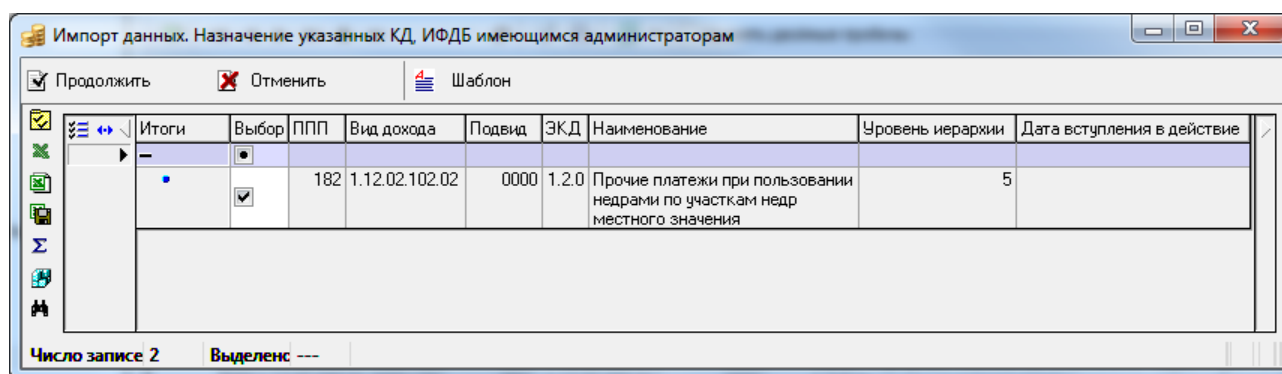 Импорт данных. Назначение указанных КД, ИФДБ имеющимся администраторам
Продолжить Отменить Шаблон
Итоги Выбор ППП Вид дохода Подвид ЭКД Наименование Уровень иерархии Дата вступления в действие
182 1.12.02.102.02 0000 1.2.0 Прочие платежи при пользовании 5
недрами по участкам недр
местного значения
Число записе 2 Выделенс ---